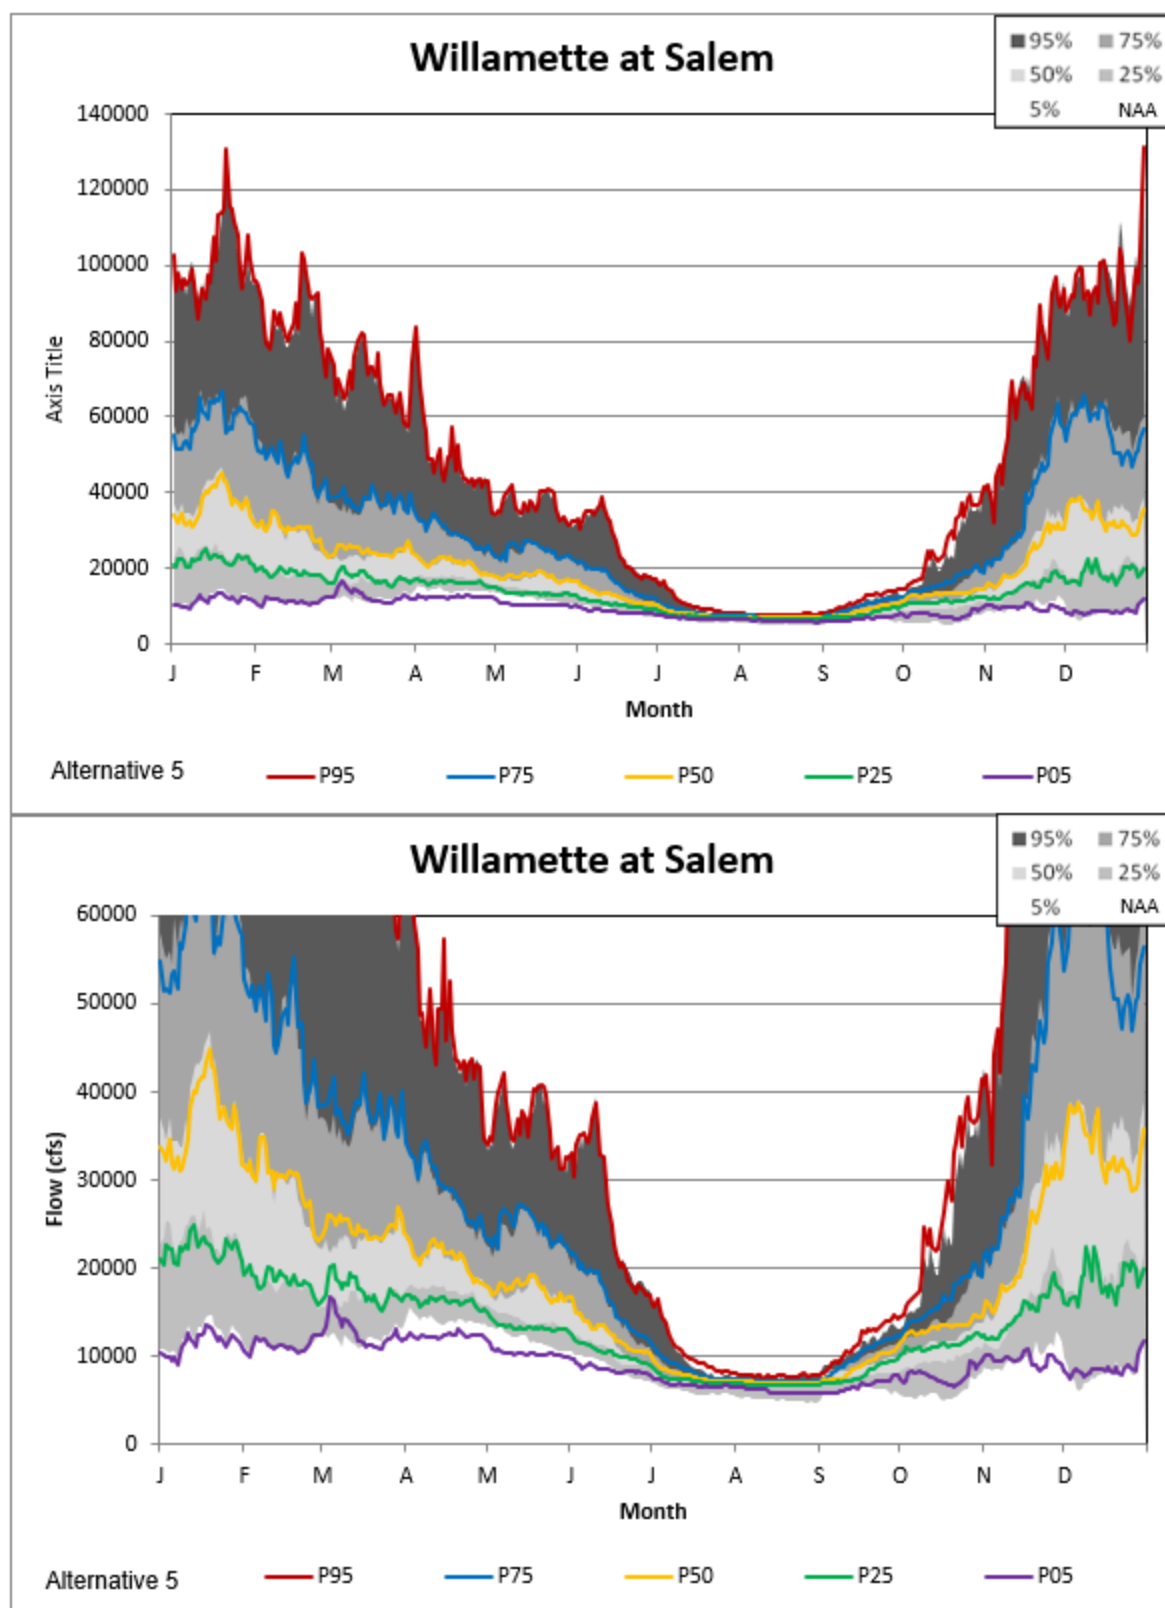 Willamette at Salem
95% 75%
50% 25%
5% NAA
140000
120000
100000
80000
60000
40000
20000
0
Axis Title
J F M A M J J A S O N D
Month
Alternative 5 P95 P75 P50 P25 P05
Willamette at Salem
95% 75%
50% 25%
5% NAA
60000
50000
40000
30000
20000
10000
0
Flow (cfs)
J F M A M J J A S O N D
Month
Alternative 5 P95 P75 P50 P25 P05